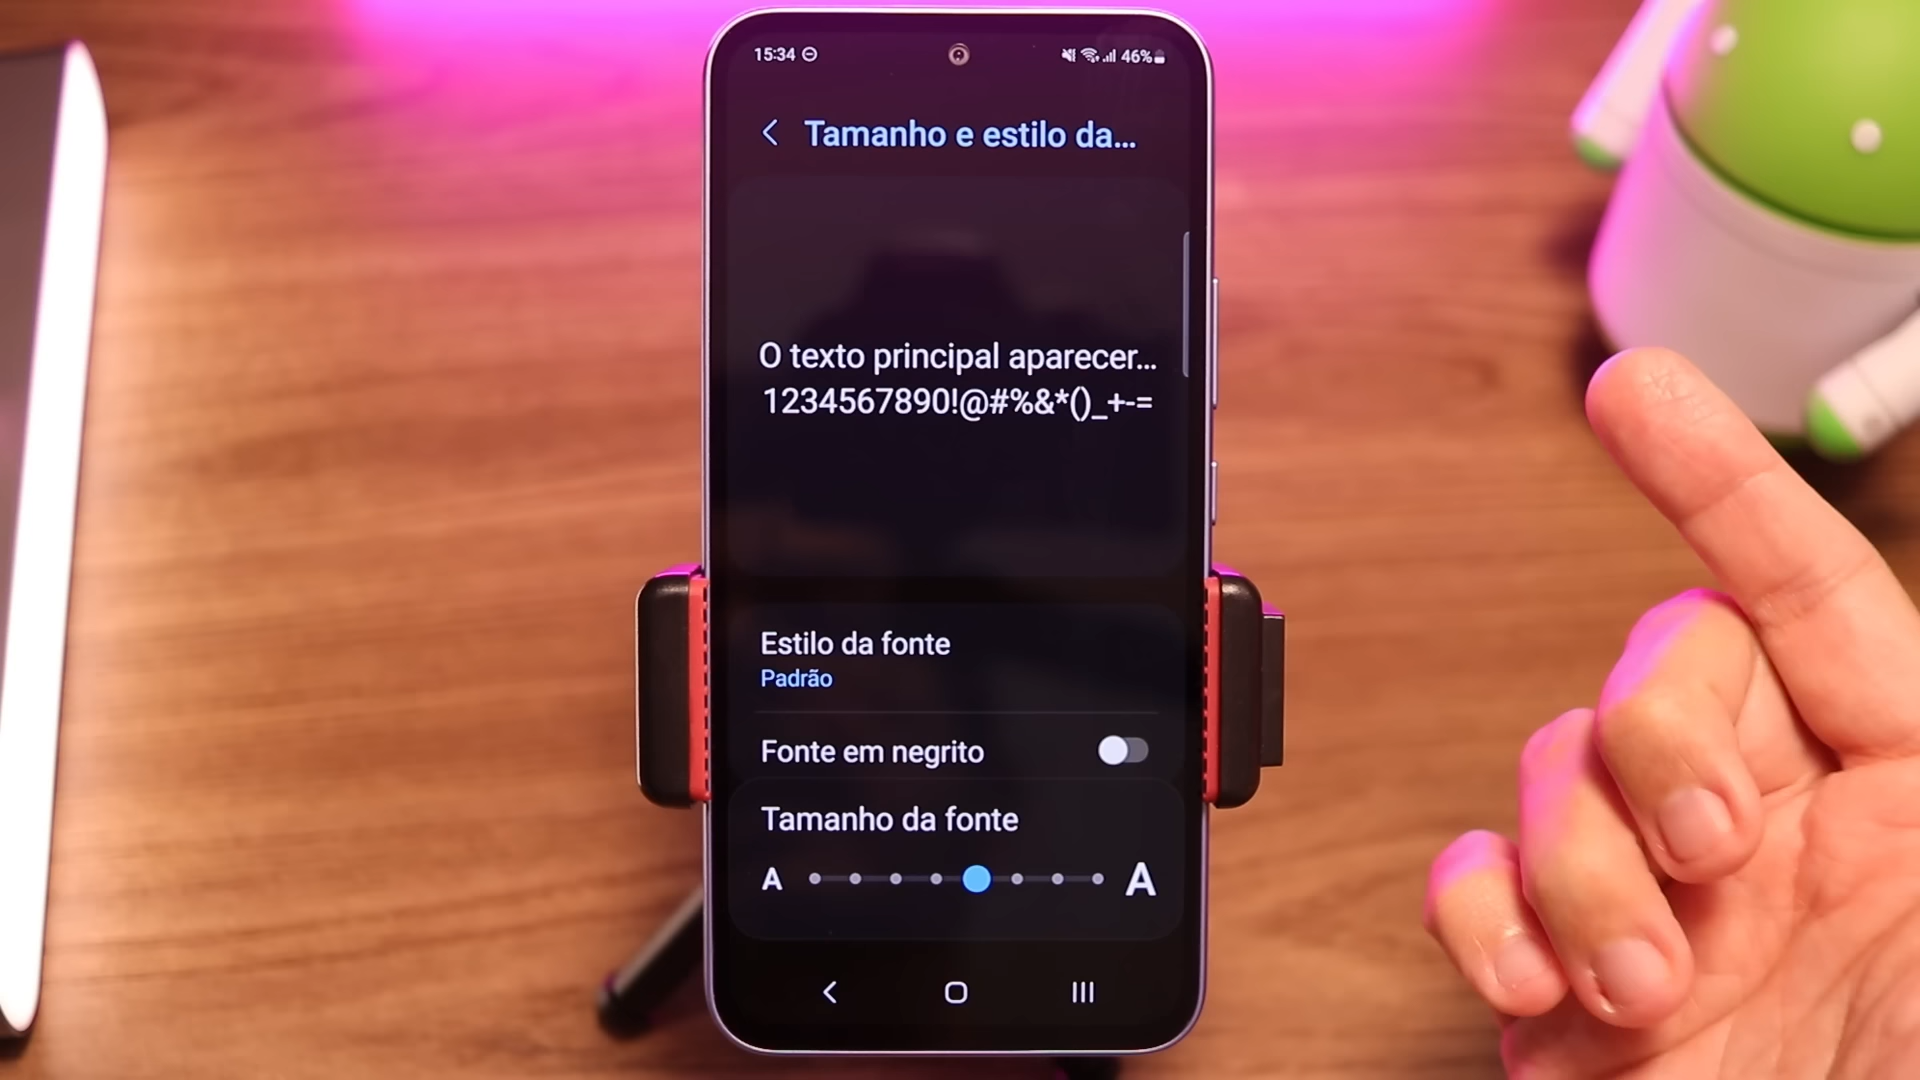 15:34
46%
Tamanho e estilo da...
O texto principal aparecer...
1234567890!@#%&*()_+-=
Estilo da fonte
Padrão
Fonte em negrito
Tamanho da fonte
A A